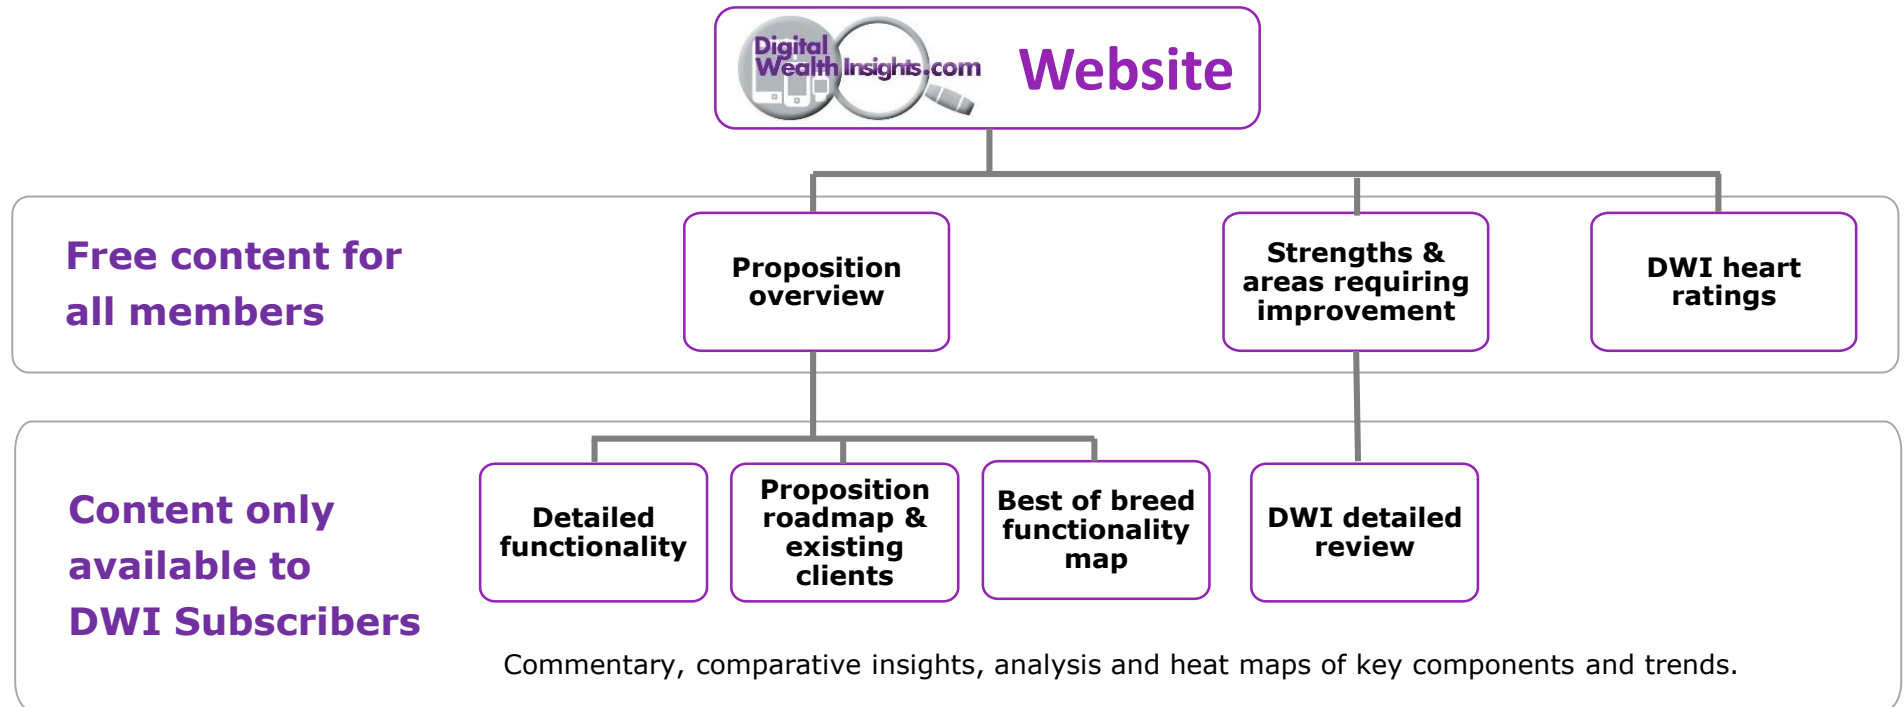 Digital
Wealth Insights.com
Website
Free content for
all members
Proposition
overview
Strengths &
areas requiring
improvement
DWI heart
ratings
Content only
available to
DWI Subscribers
Detailed
functionality
Proposition
roadmap &
existing
clients
Best of breed
functionality
map
DWI detailed
review
Commentary, comparative insights, analysis and heat maps of key components and trends.